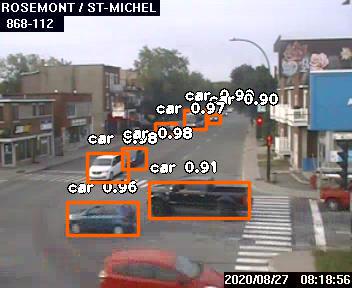 ROSEMONT / ST-MICHEL
868-112
car 0.90
car 0.97
car 0.98
car 0.91
car 0.96
2020/08/27 08:18:56